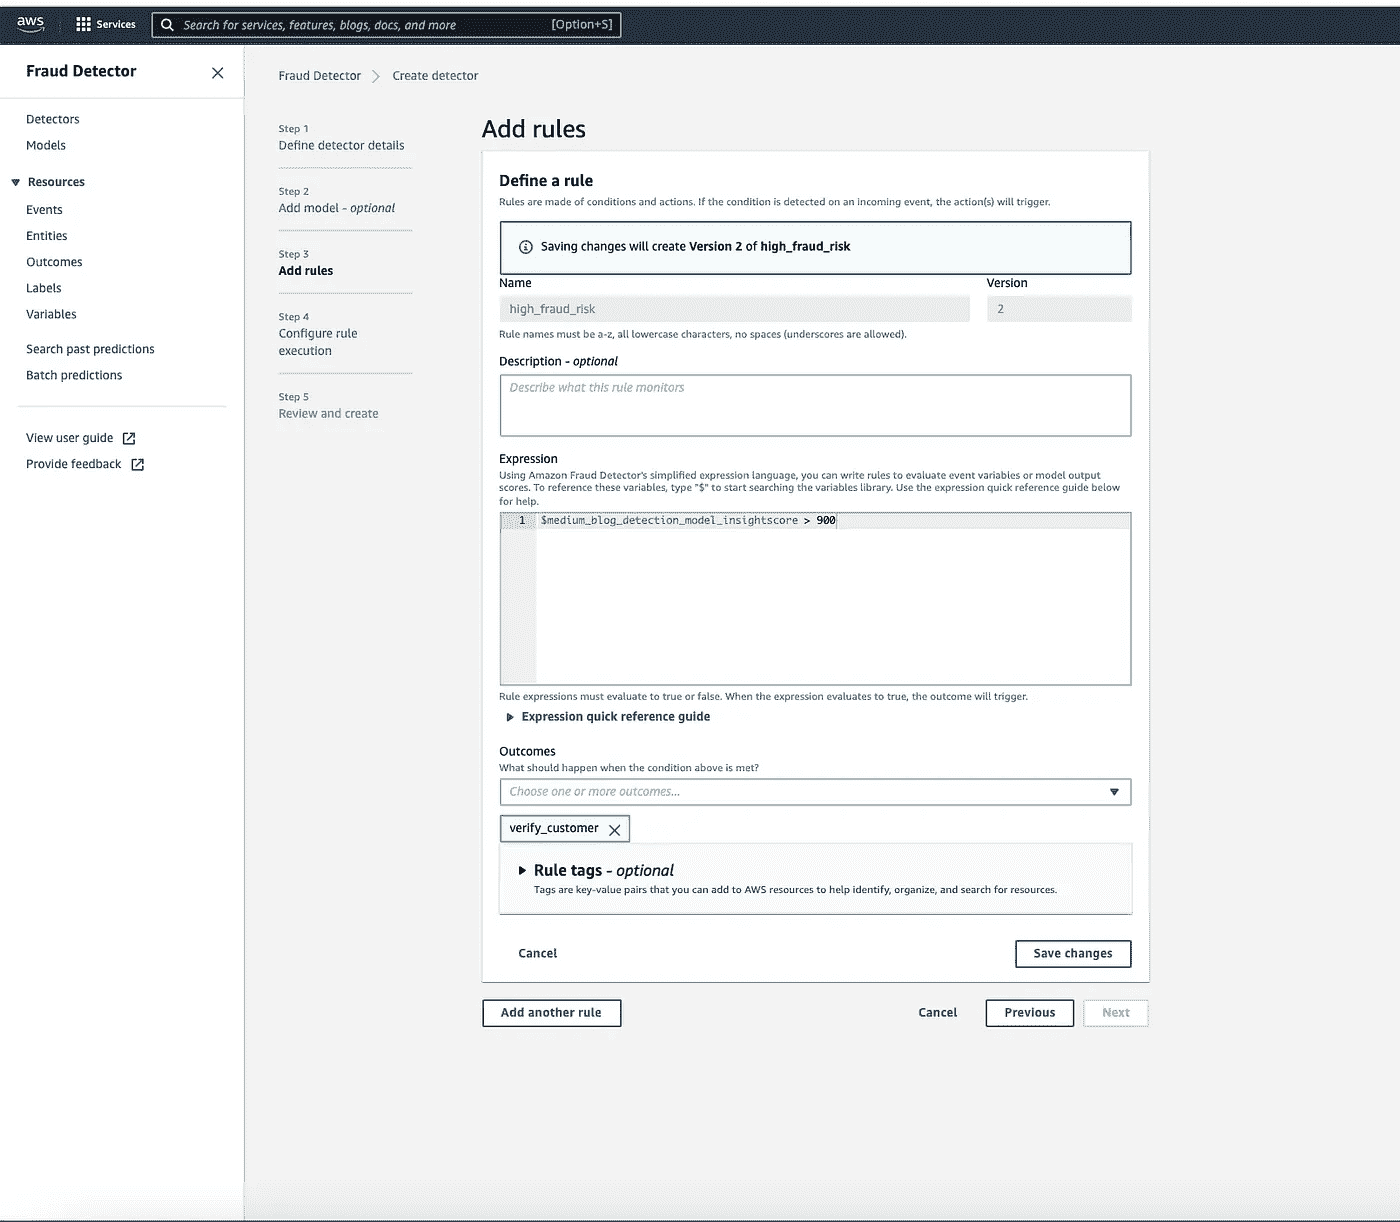 aws
Services
Search for services, features, blogs, docs, and more
[Option+S]
Fraud Detector
Detectors
Models
Resources
Events
Entities
Outcomes
Labels
Variables
Search past predictions
Batch predictions
View user guide
Provide feedback
Fraud Detector
Create detector
Step 1
Define detector details
Step 2
Add model - optional
Step 3
Add rules
Step 4
Configure rule
execution
Step 5
Review and create
Add rules
Define a rule
Rules are made of conditions and actions. If the condition is detected on an incoming event, the action(s) will trigger.
Saving changes will create Version 2 of high_fraud_risk
Name
Version
high_fraud_risk
2
Rule names must be a-z, all lowercase characters, no spaces (underscores are allowed).
Description - optional
Describe what this rule monitors
Expression
Using Amazon Fraud Detector's simplified expression language, you can write rules to evaluate event variables or model output
scores. To reference these variables, type "$" to start searching the variables library. Use the expression quick reference guide below
for help.
1 $medium_blog_detection_model_insightscore > 900
Rule expressions must evaluate to true or false. When the expression evaluates to true, the outcome will trigger.
Expression quick reference guide
Outcomes
What should happen when the condition above is met?
Choose one or more outcomes...
verify_customer
Rule tags - optional
Tags are key-value pairs that you can add to AWS resources to help identify, organize, and search for resources.
Cancel
Save changes
Add another rule
Cancel
Previous
Next